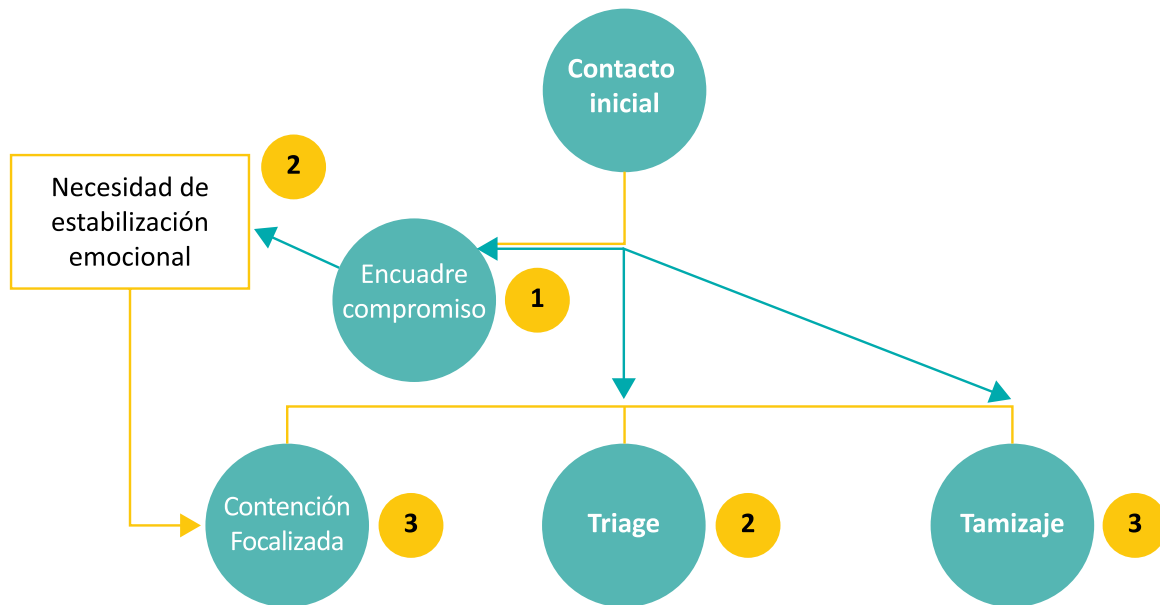 Contacto
inicial
Necesidad de
estabilización
emocional
2
Encuadre
compromiso
1
Contención
Focalizada
3
Triage
2
Tamizaje
3